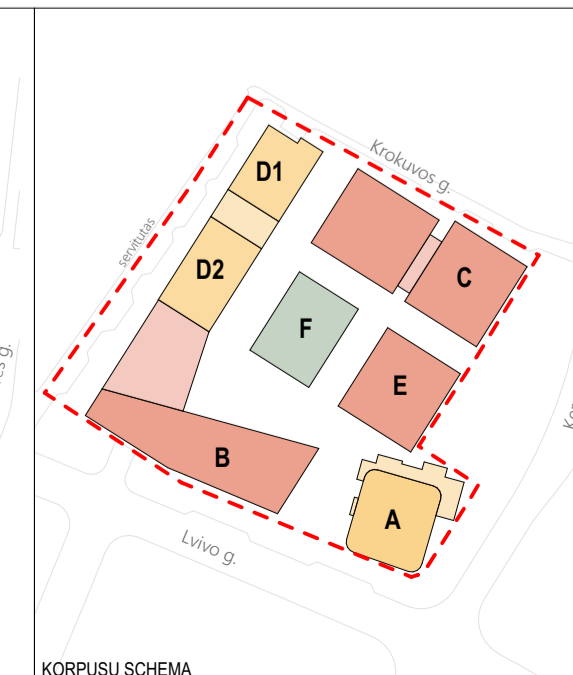 Krokuvos g.
D1
servitutas
C
D2
F
E
B
A
Lvivo g.
KORPUSU SCHEMA